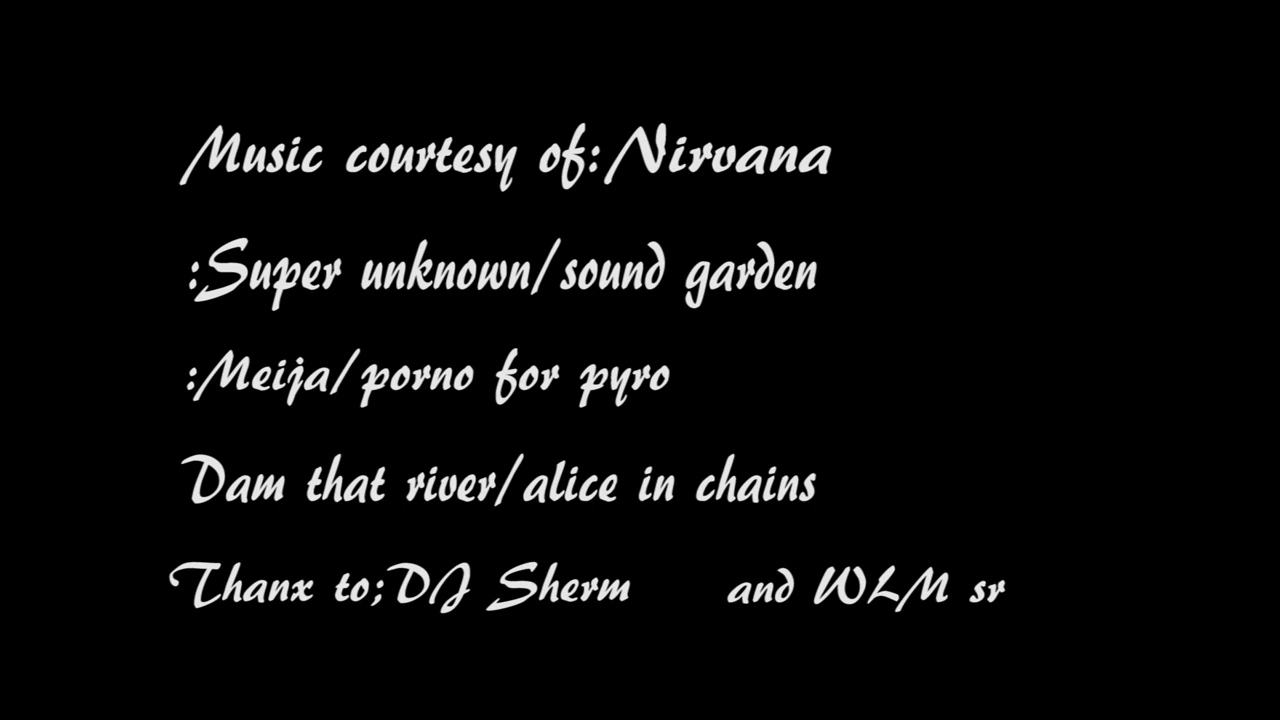 Music courtesy of:Nirvana
:Super unknown/sound garden
:Meija/porno for pyro
Dam that river/alice in chains
Thanx to;DJ Sherm and WLM sr